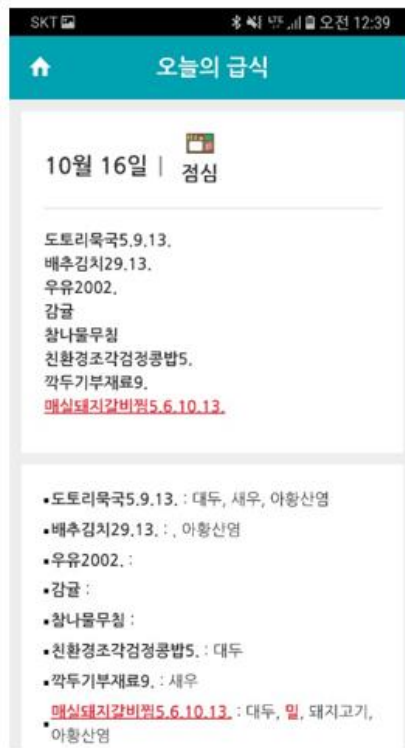 SKT
오전 12:39
오늘의 급식
10월 16일 | 점심
도토리묵국5.9.13.
배추김치29.13.
우유2002.
감귤
참나물무침
친환경조각검정콩밥5.
깍두기부재료9.
매실돼지갈비찜5.6.10.13.
▪도토리묵국5.9.13. : 대두, 새우, 아황산염
▪배추김치29.13. : , 아황산염
▪우유2002. :
▪감귤 :
▪참나물무침 :
▪친환경조각검정콩밥5. : 대두
▪깍두기부재료9. : 새우
▪매실돼지갈비찜5.6.10.13. : 대두, 밀, 돼지고기,
아황산염